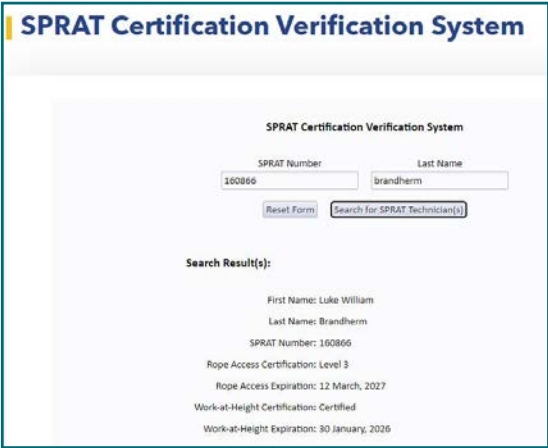 SPRAT Certification Verification System
SPRAT Certification Verification System
SPRAT Number Last Name
160866 brandherm
Reset Form Search for SPRAT Technician(s)
Search Result(s):
First Name: Luke William
Last Name: Brandherm
SPRAT Number: 160866
Rope Access Certification: Level 3
Rope Access Expiration: 12 March, 2027
Work-at-Height Certification: Certified
Work-at-Height Expiration: 30 January, 2026